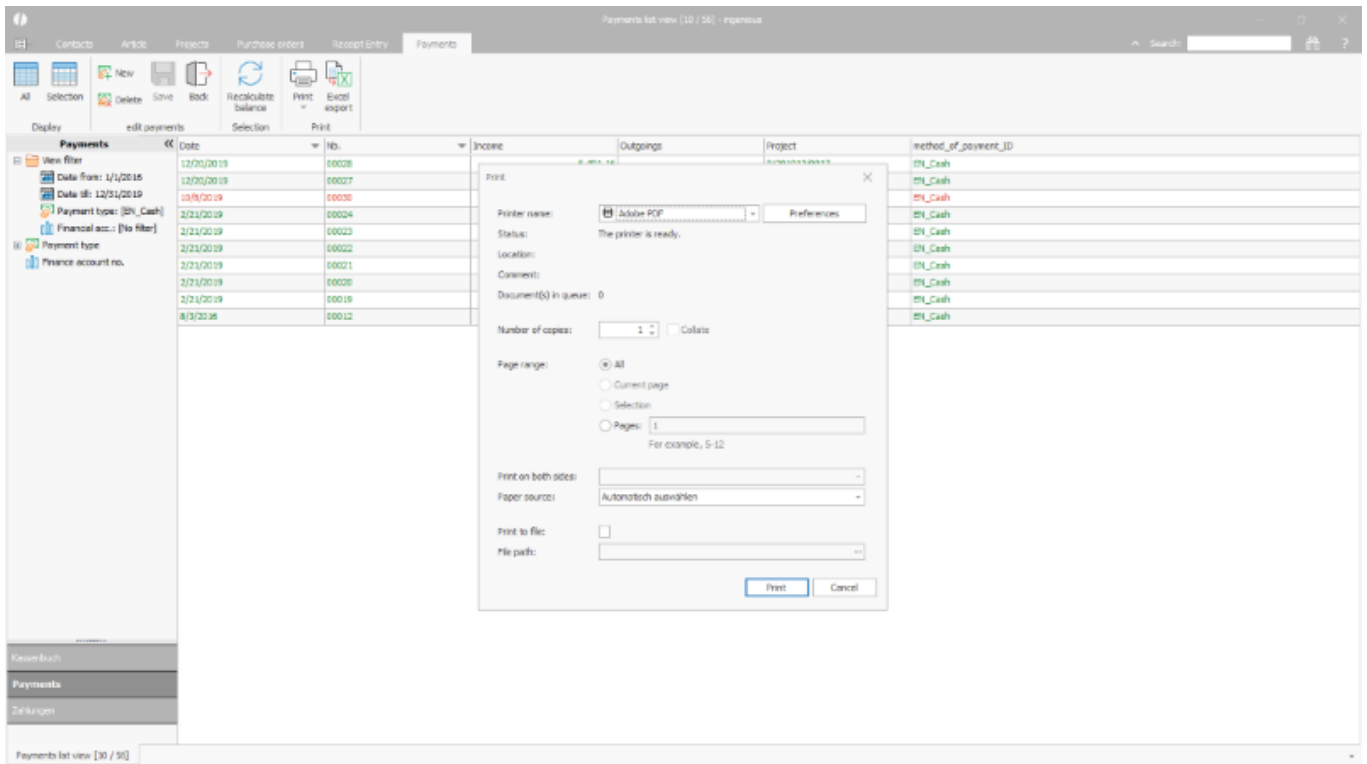 Payments list view [10 / 56] - ingenious
Contacts Article Projects Purchase orders Receipt Entry Payments Search: ?
All Selection New Delete Save Back Recalculate balance Print Excel export
Display edit payments Selection Print
Payments
View filter
Date from: 1/1/2016
Date till: 12/31/2019
Payment type: [EN_Cash]
Financial acc.: [No filter]
Payment type
Finance account no.
Date Nb. Income Outgoings Project method_of_payment_ID
12/20/2019 00028 EN_Cash
12/20/2019 00027 EN_Cash
10/8/2019 00030 EN_Cash
2/21/2019 00024 EN_Cash
2/21/2019 00023 EN_Cash
2/21/2019 00022 EN_Cash
2/21/2019 00021 EN_Cash
2/21/2019 00020 EN_Cash
2/21/2019 00019 EN_Cash
8/3/2016 00012 EN_Cash
Print
Printer name: Adobe PDF Preferences
Status: The printer is ready.
Location:
Comment:
Document(s) in queue: 0
Number of copies: 1 Collate
Page range: All
Current page
Selection
Pages: 1
For example, 5-12
Print on both sides:
Paper source: Automatisch auswählen
Print to file:
File path:
Print Cancel
Kassenbuch
Payments
Zahlungen
Payments list view [10 / 56]